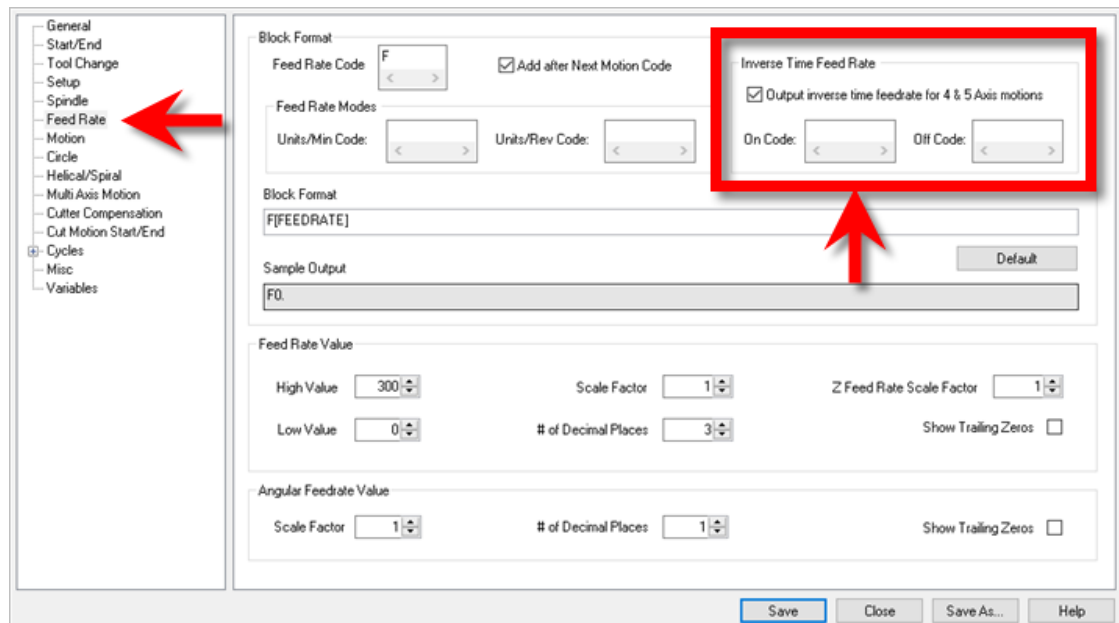 General
Start/End
Tool Change
Setup
Spindle
Feed Rate
Motion
Circle
Helical/Spiral
Multi Axis Motion
Cutter Compensation
Cut Motion Start/End
Cycles
Misc
Variables
Block Format
Feed Rate Code
F
Add after Next Motion Code
Feed Rate Modes
Units/Min Code:
Units/Rev Code:
Inverse Time Feed Rate
Output inverse time feedrate for 4 & 5 Axis motions
On Code:
Off Code:
Block Format
F[FEEDRATE]
Default
Sample Output
F0.
Feed Rate Value
High Value 300 Scale Factor 1 Z Feed Rate Scale Factor 1
Low Value 0 # of Decimal Places 3 Show Trailing Zeros
Angular Feedrate Value
Scale Factor 1 # of Decimal Places 1 Show Trailing Zeros
Save Close Save As... Help